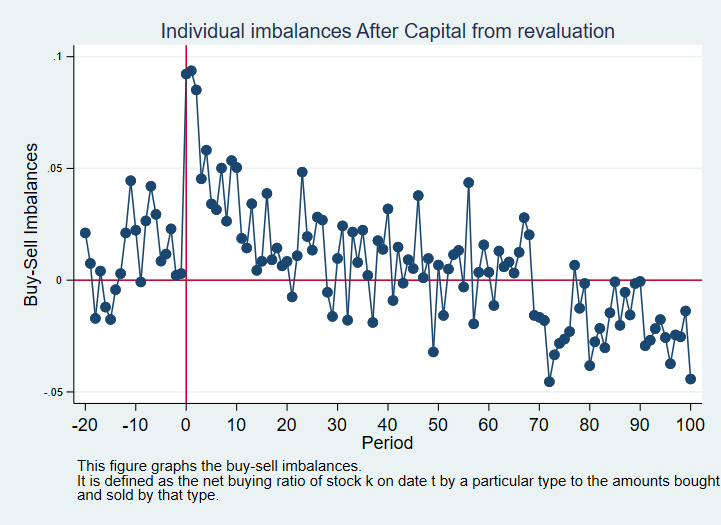 Individual imbalances After Capital from revaluation
Buy-Sell Imbalances
.1
.05
0
-.05
-20 -10 0 10 20 30 40 50 60 70 80 90 100
Period
This figure graphs the buy-sell imbalances.
It is defined as the net buying ratio of stock k on date t by a particular type to the amounts bought
and sold by that type.